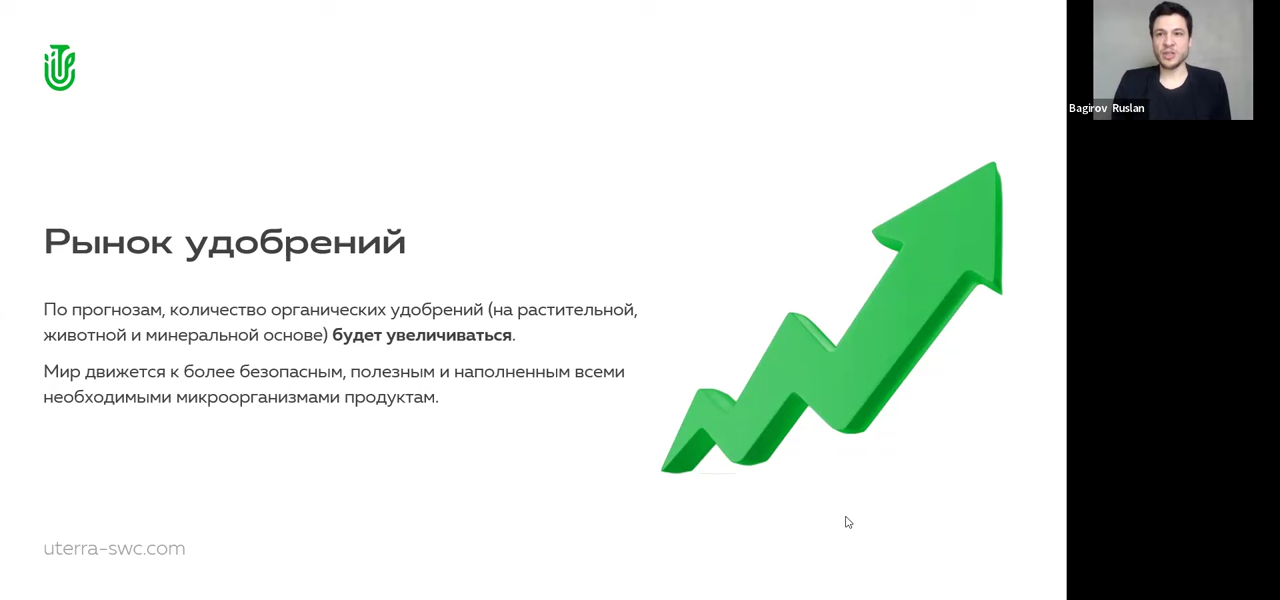 Рынок удобрений
По прогнозам, количество органических удобрений (на растительной,
животной и минеральной основе) будет увеличиваться.
Мир движется к более безопасным, полезным и наполненным всеми
необходимыми микроорганизмами продуктам.
uterra-swc.com
Bagirov Ruslan